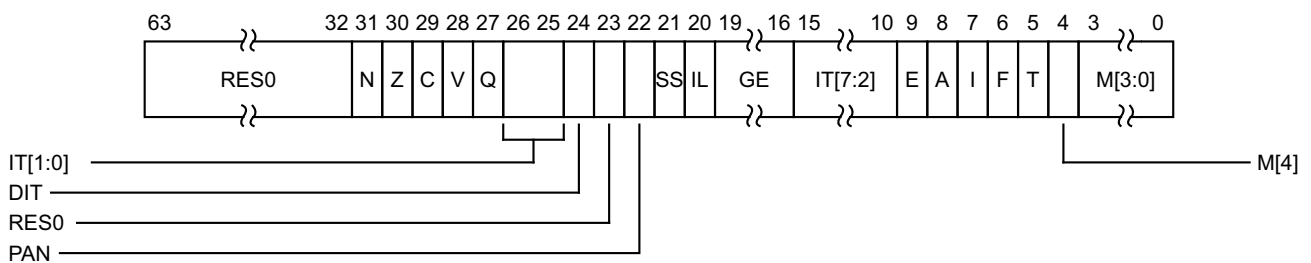 63 32 31 30 29 28 27 26 25 24 23 22 21 20 19 16 15 10 9 8 7 6 5 4 3 0
RES0 N Z C V Q SS IL GE IT[7:2] E A I F T M[3:0]
IT[1:0] M[4]
DIT
RES0
PAN